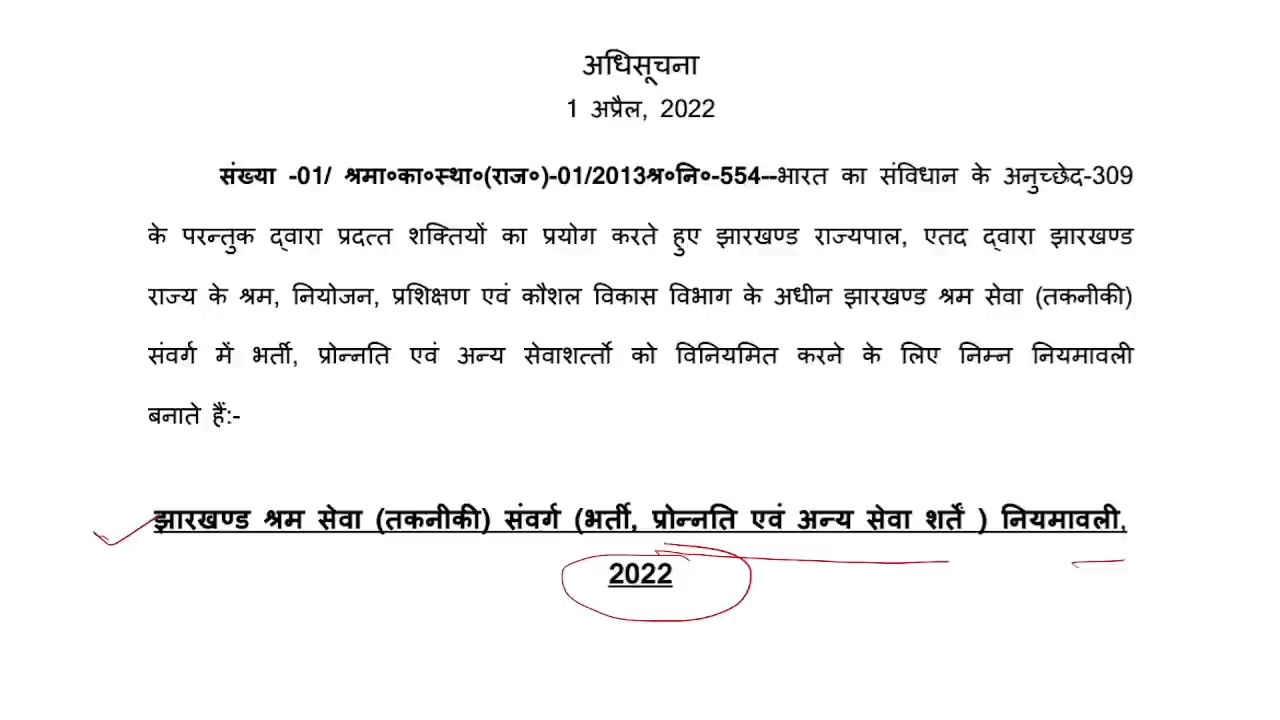 अधिसूचना
1 अप्रैल, 2022
संख्या -01/ श्रमा०का०स्था०(राज०)-01/2013श्र०नि०-554--भारत का संविधान के अनुच्छेद-309
के परन्तुक द्वारा प्रदत्त शक्तियों का प्रयोग करते हुए झारखण्ड राज्यपाल, एतद द्वारा झारखण्ड
राज्य के श्रम, नियोजन, प्रशिक्षण एवं कौशल विकास विभाग के अधीन झारखण्ड श्रम सेवा (तकनीकी)
संवर्ग में भर्ती, प्रोन्नति एवं अन्य सेवाशर्त्तो को विनियमित करने के लिए निम्न नियमावली
बनाते हैं:-
झारखण्ड श्रम सेवा (तकनीकी) संवर्ग (भर्ती, प्रोन्नति एवं अन्य सेवा शर्तें ) नियमावली,
2022